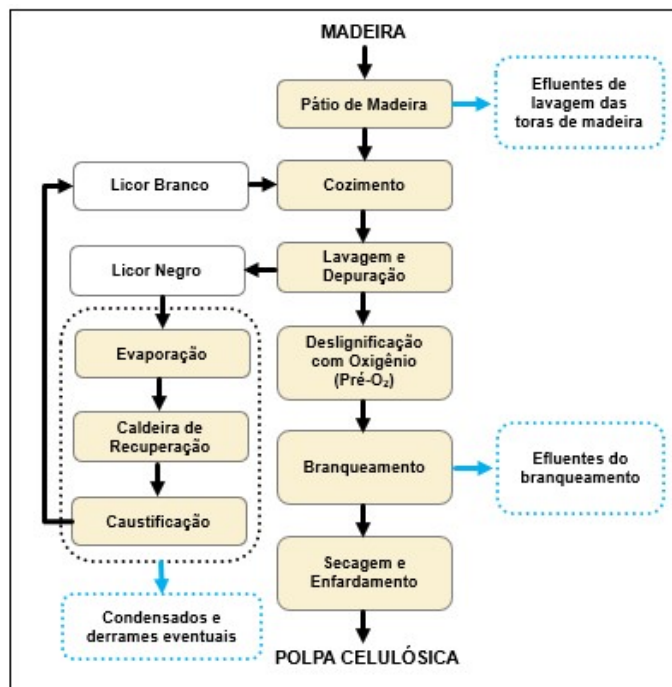 MADEIRA
Pátio de Madeira
Efluentes de
lavagem das
toras de madeira
Licor Branco
Cozimento
Licor Negro
Lavagem e
Depuração
Evaporação
Deslignificação
com Oxigênio
(Pré-O₂)
Caldeira de
Recuperação
Branqueamento
Efluentes do
branqueamento
Caustificação
Secagem e
Enfardamento
Condensados e
derrames eventuais
POLPA CELULÓSICA